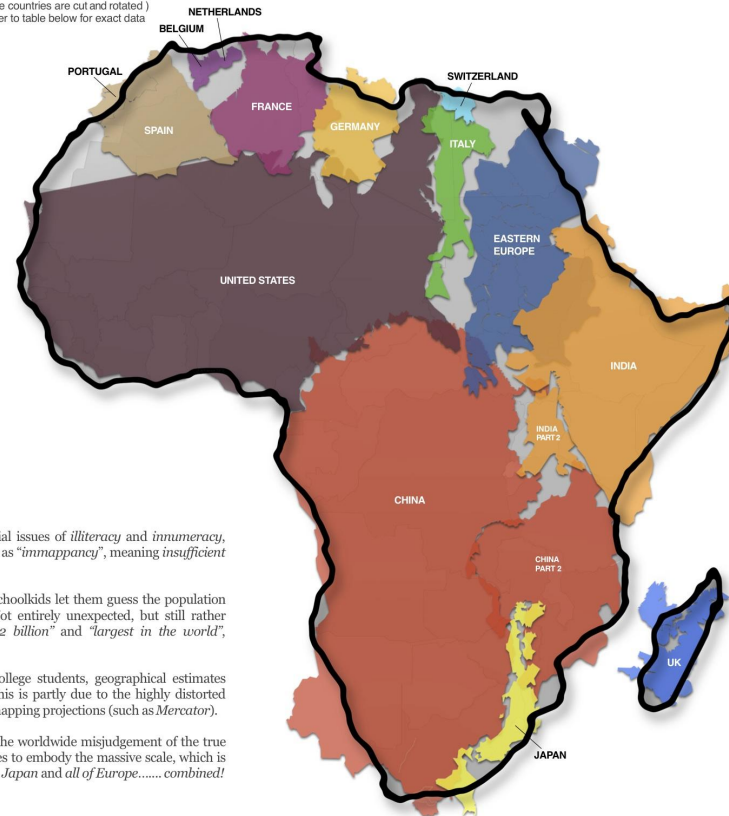 e countries are cut and rotated )
er to table below for exact data
NETHERLANDS
BELGIUM
PORTUGAL
SWITZERLAND
FRANCE
GERMANY
SPAIN
ITALY
EASTERN
EUROPE
UNITED STATES
INDIA
INDIA
PART 2
CHINA
CHINA
PART 2
UK
JAPAN
ial issues of illiteracy and innumeracy,
as “immappancy”, meaning insufficient
choolkids let them guess the population
ot entirely unexpected, but still rather
2 billion” and “largest in the world”,
ollege students, geographical estimates
his is partly due to the highly distorted
napping projections (such as Mercator).
he worldwide misjudgement of the true
es to embody the massive scale, which is
Japan and all of Europe....... combined!